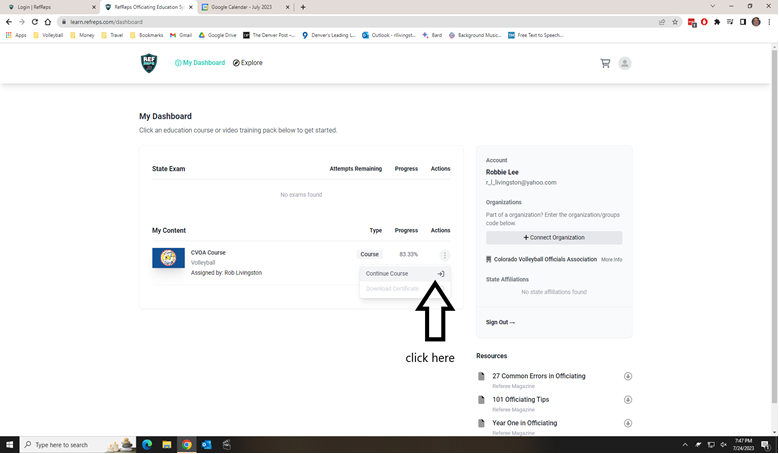 Login | RefReps
RefReps Officiating Education Sy
Google Calendar - July 2023
learn.refreps.com/dashboard
Apps
Volleyball
Money
Travel
Bookmarks
Gmail
Google Drive
The Denver Post –...
Denver's Leading L...
Outlook - rllivingst...
Bard
Background Music...
Free Text to Speech...
REF REPS
My Dashboard
Explore
My Dashboard
Click an education course or video training pack below to get started.
State Exam Attempts Remaining Progress Actions
No exams found
My Content Type Progress Actions
CVOA Course
Volleyball
Assigned by: Rob Livingston
Course
83.33%
Continue Course
Download Certificate
click here
Account
Robbie Lee
r_l_livingston@yahoo.com
Organizations
Part of a organization? Enter the organization/groups
code below.
+ Connect Organization
Colorado Volleyball Officials Association More Info
State Affiliations
No state affiliations found
Sign Out →
Resources
27 Common Errors in Officiating
Referee Magazine
101 Officiating Tips
Referee Magazine
Year One in Officiating
Referee Magazine
Type here to search
7:47 PM
7/24/2023